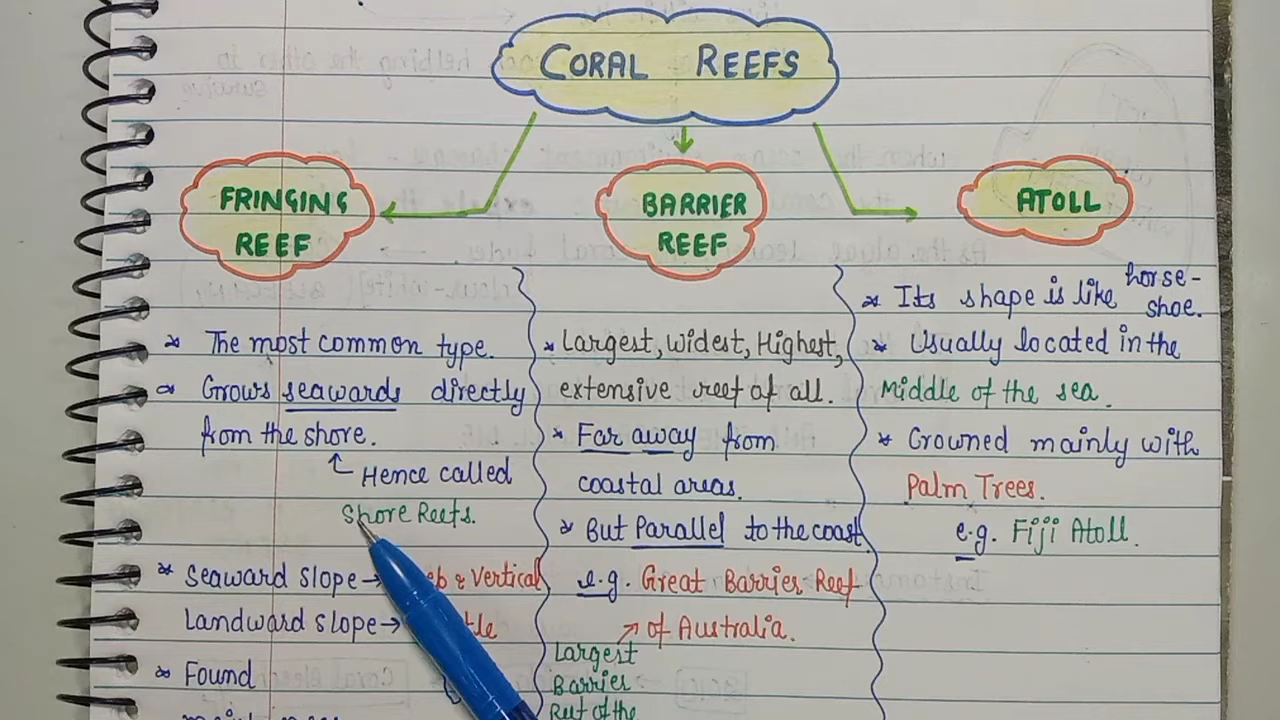 CORAL REEFS
FRINGING
REEF
* The most common type.
* Grows seawards directly
from the shore.
Hence called
Shore Reefs.
* Seaward Slope → & Vertical
Landward Slope →
* Found
BARRIER
REEF
* Largest, Widest, Highest,
extensive reef of all.
* Far away from
coastal areas.
* But Parallel to the coast.
e.g. Great Barrier Reef
of Australia.
Largest
Barrier
Reef of the
ATOLL
* Its shape is like horse-
shoe.
* Usually located in the
Middle of the sea.
* Crowned mainly with
Palm Trees.
e.g. Fiji Atoll.